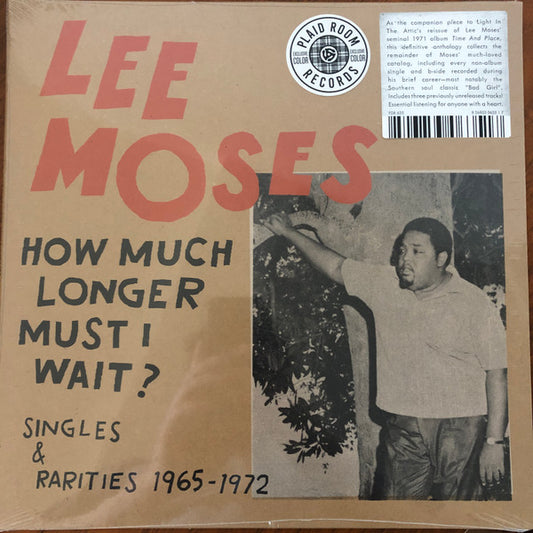 LEE
MOSES
HOW MUCH
LONGER
MUST I
WAIT?
SINGLES
&
RARITIES 1965-1972
PLAID ROOM
EXCLUSIVE
COLOR
EXCLUSIVE
COLOR
RECORDS
As the companion piece to Light In
The Attic's reissue of Lee Moses'
seminal 1971 album Time And Place,
this definitive anthology collects the
remainder of Moses' much-loved
catalog, including every non-album
single and b-side recorded during
his brief career—most notably the
Southern soul classic "Bad Girl".
Includes three previously unreleased tracks!
Essential listening for anyone with a heart.